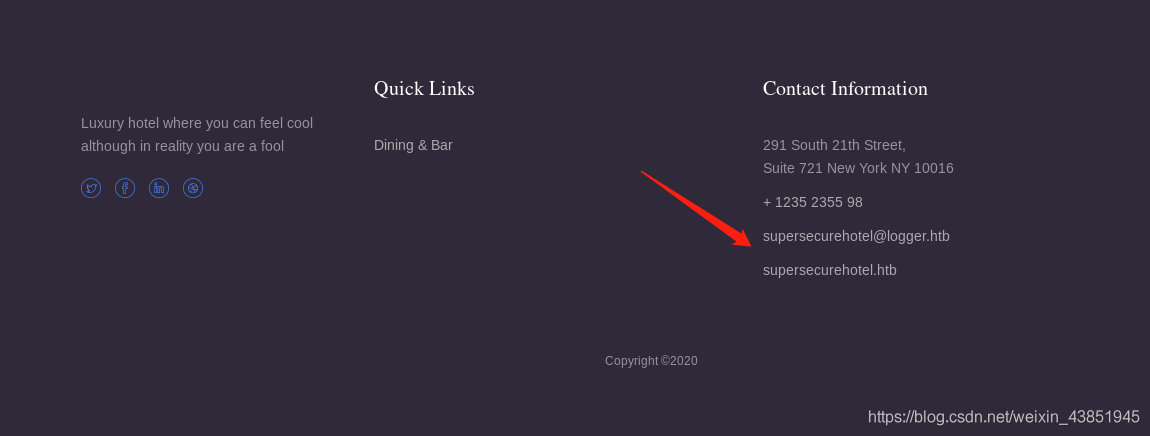 Luxury hotel where you can feel cool
although in reality you are a fool
Quick Links
Dining & Bar
Contact Information
291 South 21th Street,
Suite 721 New York NY 10016
+ 1235 2355 98
supersecurehotel@logger.htb
supersecurehotel.htb
Copyright ©2020
https://blog.csdn.net/weixin_43851945